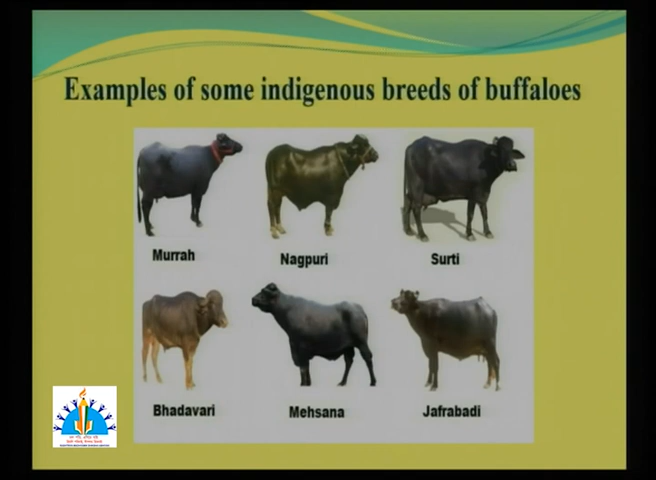 Examples of some indigenous breeds of buffaloes
Murrah
Nagpuri
Surti
Bhadavari
Mehsana
Jafrabadi